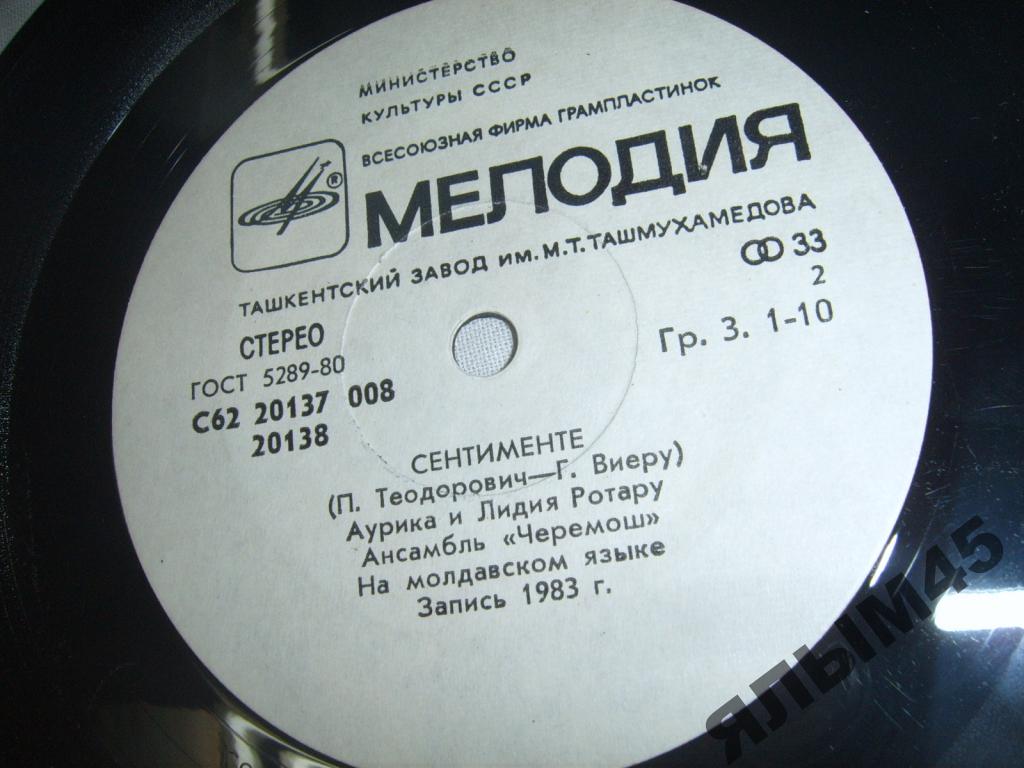 МИНИСТЕРСТВО
КУЛЬТУРЫ СССР
ВСЕСОЮЗНАЯ ФИРМА ГРАМПЛАСТИНОК
®
МЕЛОДИЯ
ТАШКЕНТСКИЙ ЗАВОД ИМ. М.Т. ТАШМУХАМЕДОВА
33
2
СТЕРЕО
ГОСТ 5289-80
Гр. 3. 1-10
С62 20137 008
20138
СЕНТИМЕНТЕ
(П. Теодорович—Г. Виеру)
Аурика и Лидия Ротару
Ансамбль «Черемош»
На молдавском языке
Запись 1983 г.
ЯЛЫМ45